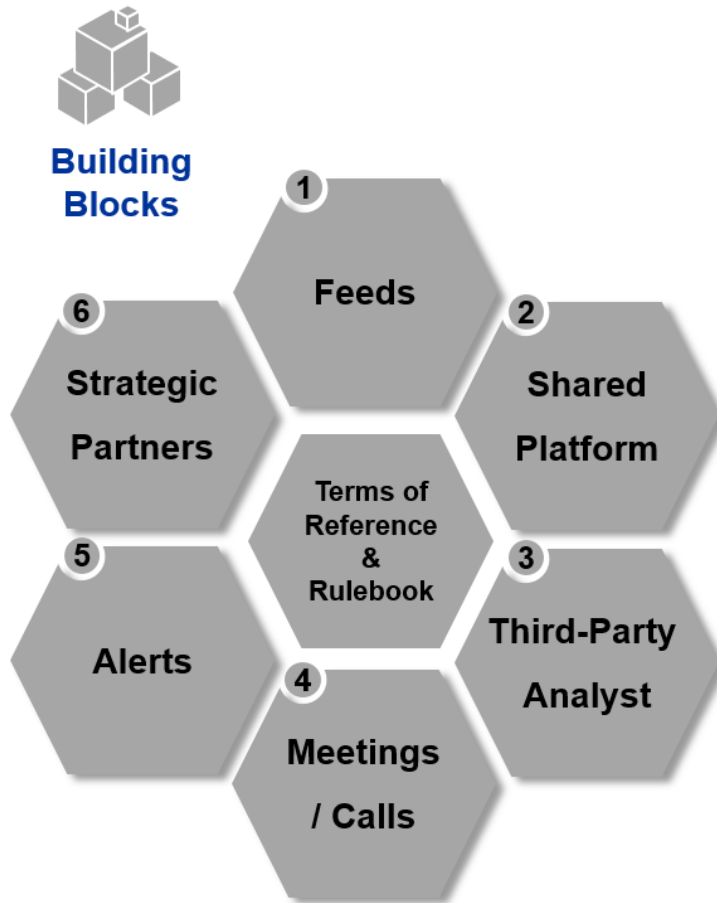 Building
Blocks
1
Feeds
2
Shared
Platform
3
Third-Party
Analyst
4
Meetings
/ Calls
5
Alerts
6
Strategic
Partners
Terms of
Reference
&
Rulebook